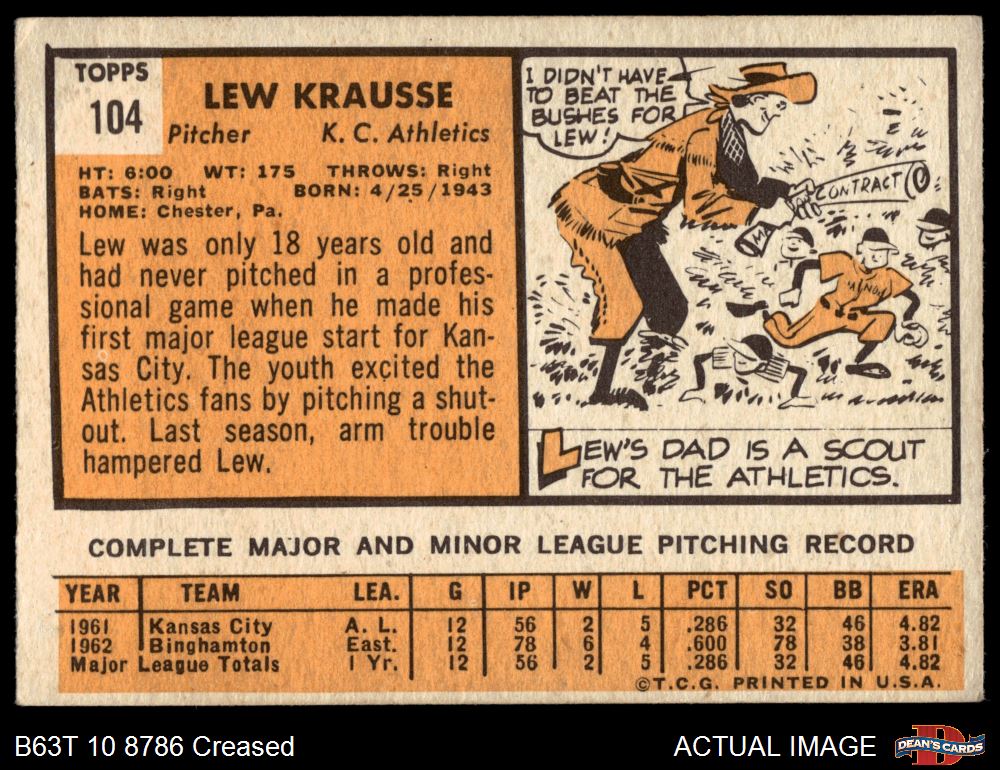 TOPPS
104
LEW KRAUSSE
Pitcher K. C. Athletics
HT: 6:00 WT: 175 THROWS: Right
BATS: Right BORN: 4/25/1943
HOME: Chester, Pa.
Lew was only 18 years old and
had never pitched in a profes-
sional game when he made his
first major league start for Kan-
sas City. The youth excited the
Athletics fans by pitching a shut-
out. Last season, arm trouble
hampered Lew.
I DIDN'T HAVE
TO BEAT THE
BUSHES FOR
LEW!
CONTRACT
MA
MINOR
LEW'S DAD IS A SCOUT
FOR THE ATHLETICS.
COMPLETE MAJOR AND MINOR LEAGUE PITCHING RECORD
YEAR TEAM LEA. G IP W L PCT SO BB ERA
1961 Kansas City A. L. 12 56 2 5 .286 32 46 4.82
1962 Binghamton East. 12 78 6 4 .600 78 38 3.81
Major League Totals 1 Yr. 12 56 2 5 .286 32 46 4.82
©T.C.G. PRINTED IN U.S.A.
B63T 10 8786 Creased ACTUAL IMAGE
DEAN'S CARDS